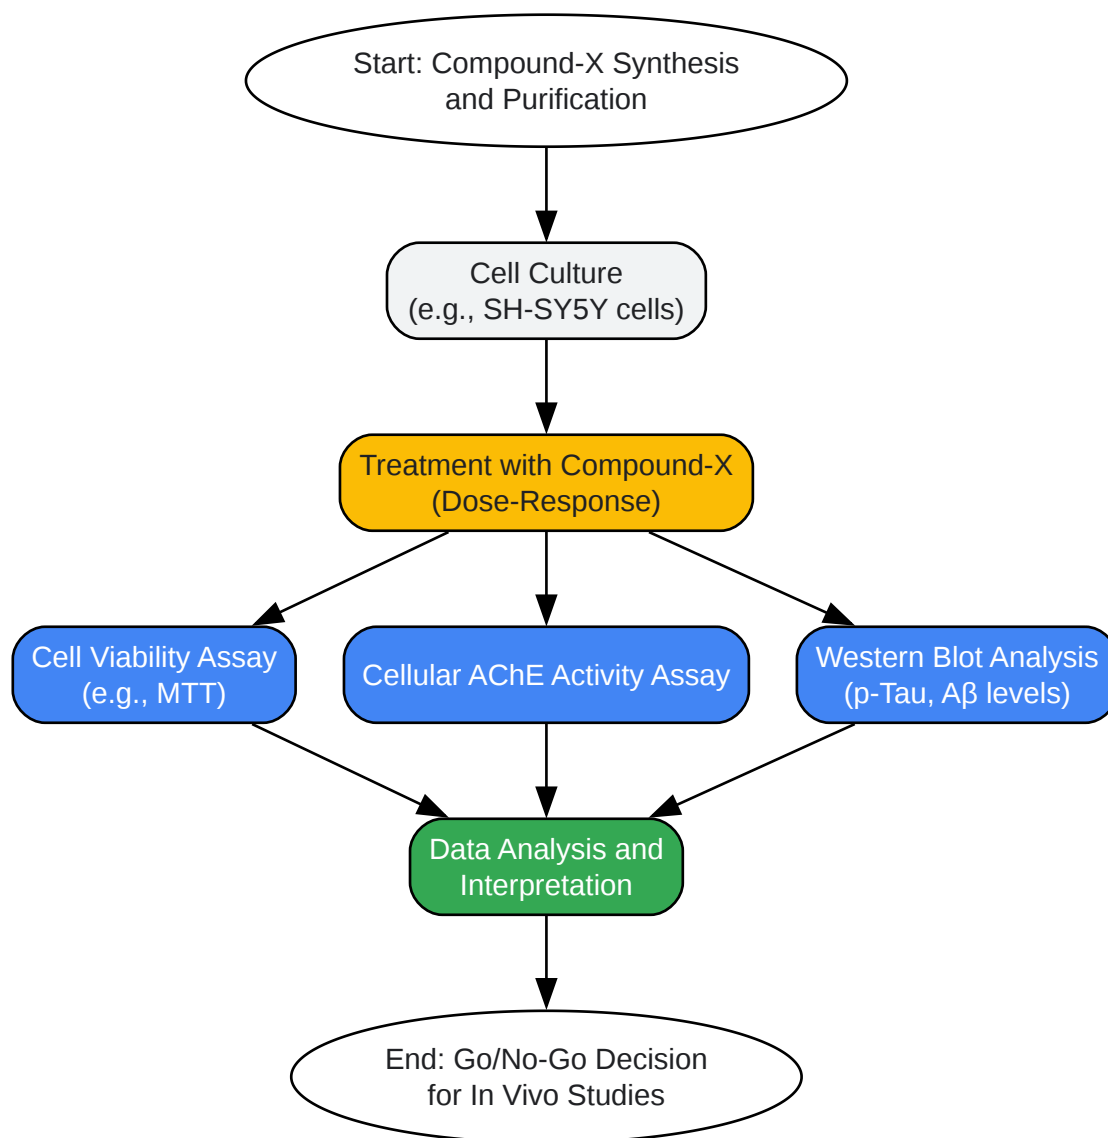 Start: Compound-X Synthesis
and Purification
Cell Culture
(e.g., SH-SY5Y cells)
Treatment with Compound-X
(Dose-Response)
Cell Viability Assay
(e.g., MTT)
Cellular AChE Activity Assay
Western Blot Analysis
(p-Tau, Aβ levels)
Data Analysis and
Interpretation
End: Go/No-Go Decision
for In Vivo Studies